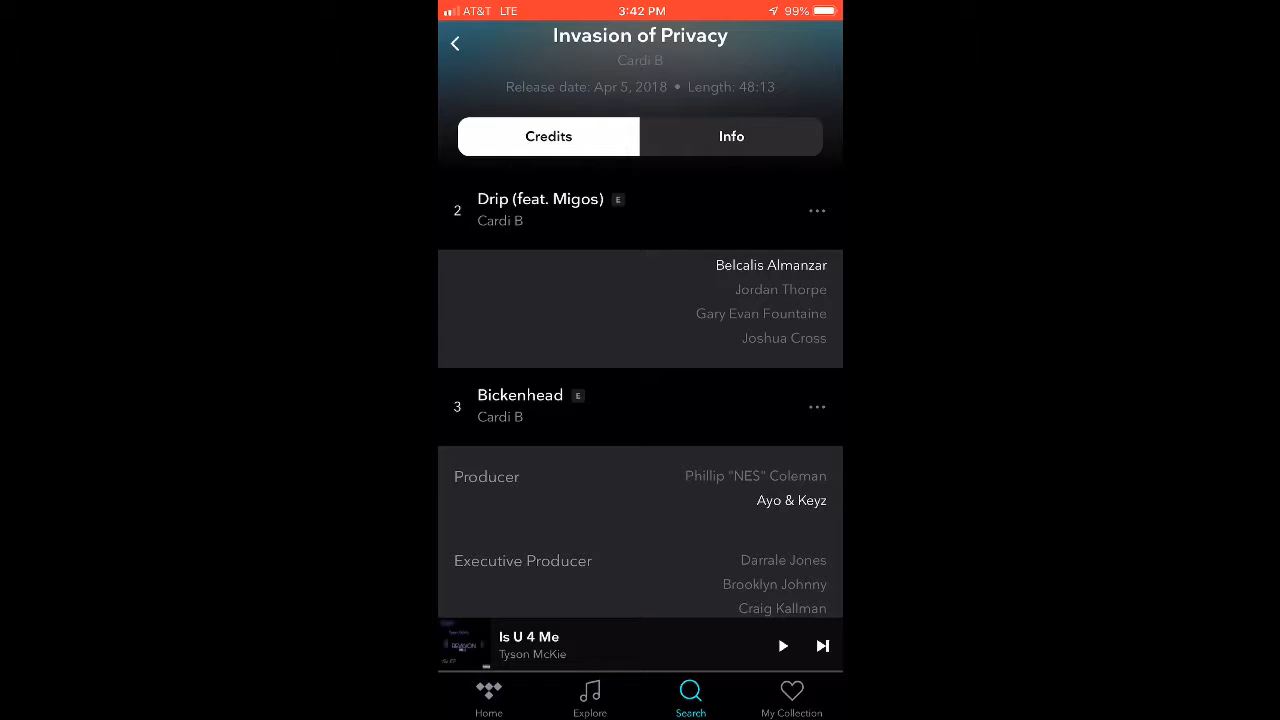 AT&T LTE 3:42 PM 99%
Invasion of Privacy
Cardi B
Release date: Apr 5, 2018 • Length: 48:13
Credits Info
2 Drip (feat. Migos) E
Cardi B
Belcalis Almanzar
Jordan Thorpe
Gary Evan Fountaine
Joshua Cross
3 Bickenhead E
Cardi B
Producer Phillip "NES" Coleman
Ayo & Keyz
Executive Producer Darrale Jones
Brooklyn Johnny
Craig Kallman
Is U 4 Me
Tyson McKie
REVISION
Home Explore Search My Collection